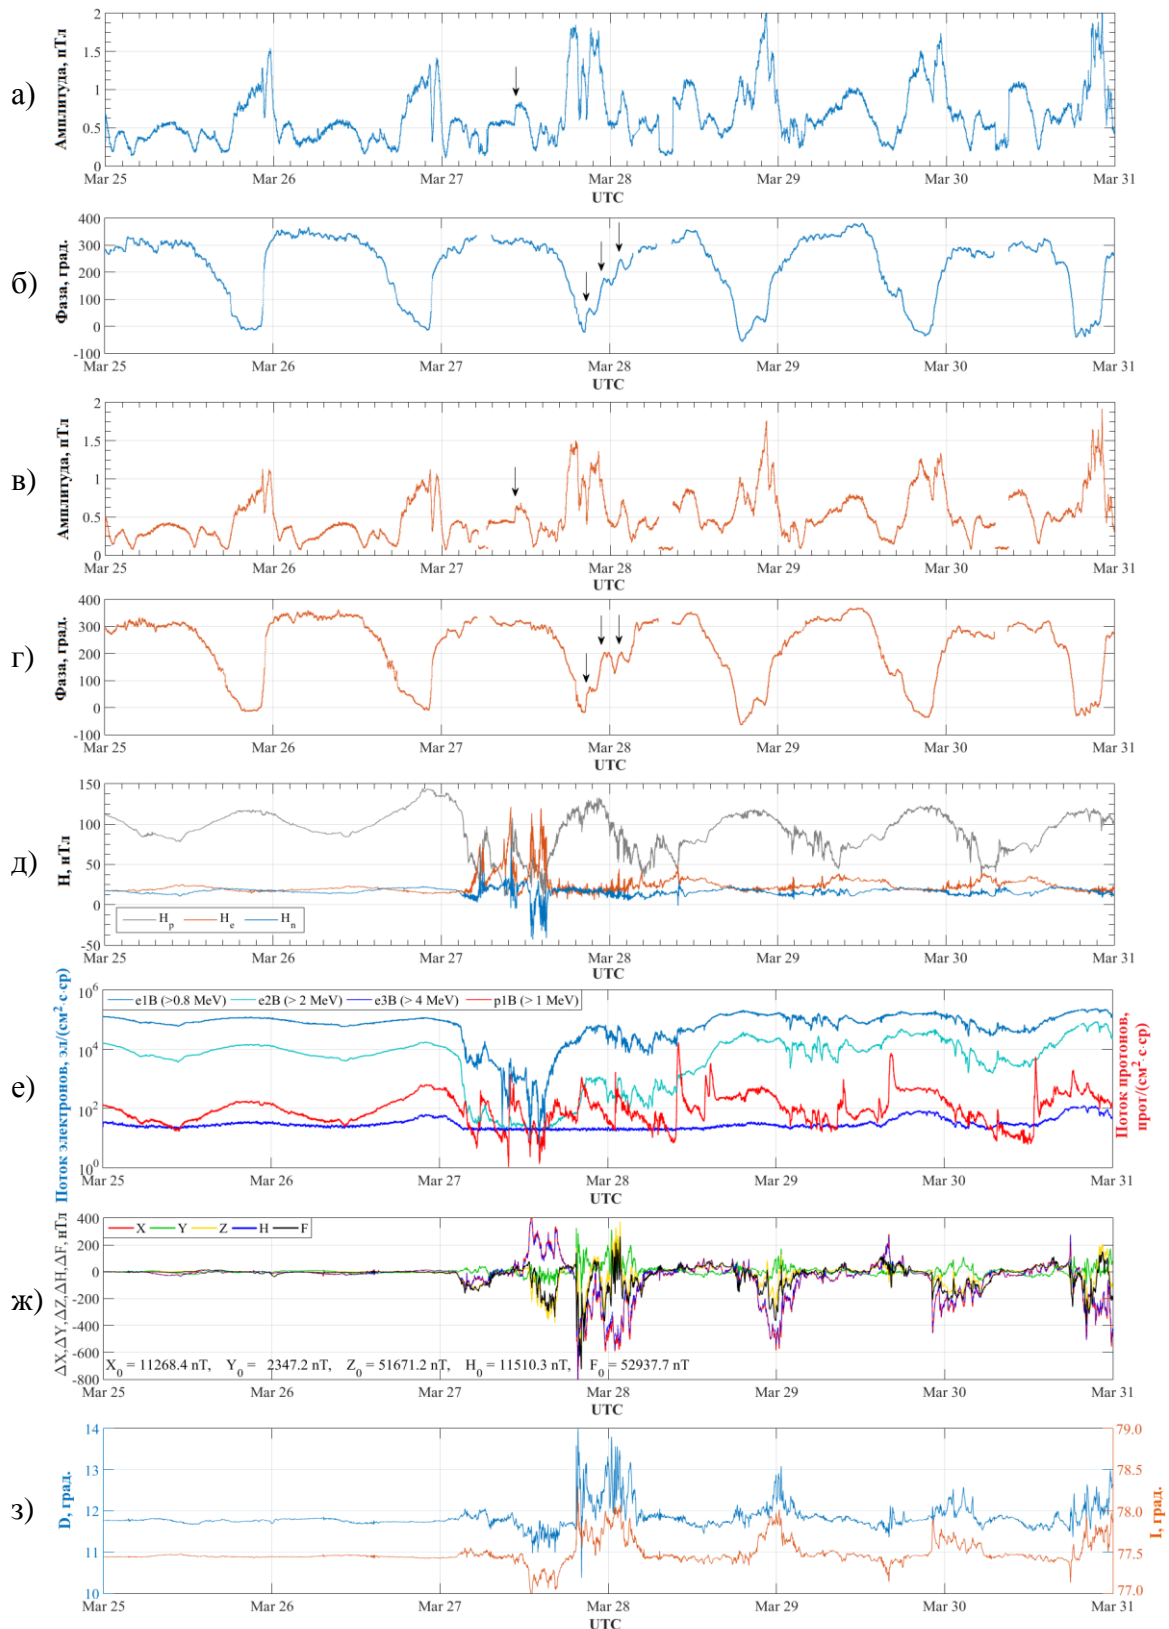 а)
Амплитуда, пТл
2
1.5
1
0.5
0
Mar 25 Mar 26 Mar 27 Mar 28 Mar 29 Mar 30 Mar 31
UTC
б)
Фаза, град.
400
300
200
100
0
-100
Mar 25 Mar 26 Mar 27 Mar 28 Mar 29 Mar 30 Mar 31
UTC
в)
Амплитуда, пТл
2
1.5
1
0.5
0
Mar 25 Mar 26 Mar 27 Mar 28 Mar 29 Mar 30 Mar 31
UTC
г)
Фаза, град.
400
300
200
100
0
-100
Mar 25 Mar 26 Mar 27 Mar 28 Mar 29 Mar 30 Mar 31
UTC
д)
H, нТл
150
100
50
0
-50
H_p H_e H_n
Mar 25 Mar 26 Mar 27 Mar 28 Mar 29 Mar 30 Mar 31
UTC
е)
Поток электронов, эл/(см²·с·ср)
10⁶
10⁴
10²
10⁰
e1B (>0.8 MeV) e2B (> 2 MeV) e3B (> 4 MeV) p1B (> 1 MeV)
Поток протонов,
прот/(см²·с·ср)
Mar 25 Mar 26 Mar 27 Mar 28 Mar 29 Mar 30 Mar 31
UTC
ж)
ΔX, ΔY, ΔZ, ΔH, ΔF, нТл
400
200
0
-200
-400
-600
-800
X Y Z H F
X₀ = 11268.4 nT, Y₀ = 2347.2 nT, Z₀ = 51671.2 nT, H₀ = 11510.3 nT, F₀ = 52937.7 nT
Mar 25 Mar 26 Mar 27 Mar 28 Mar 29 Mar 30 Mar 31
UTC
з)
D, град.
14
13
12
11
10
79.0
78.5
78.0
77.5
77.0
I, град.
Mar 25 Mar 26 Mar 27 Mar 28 Mar 29 Mar 30 Mar 31
UTC